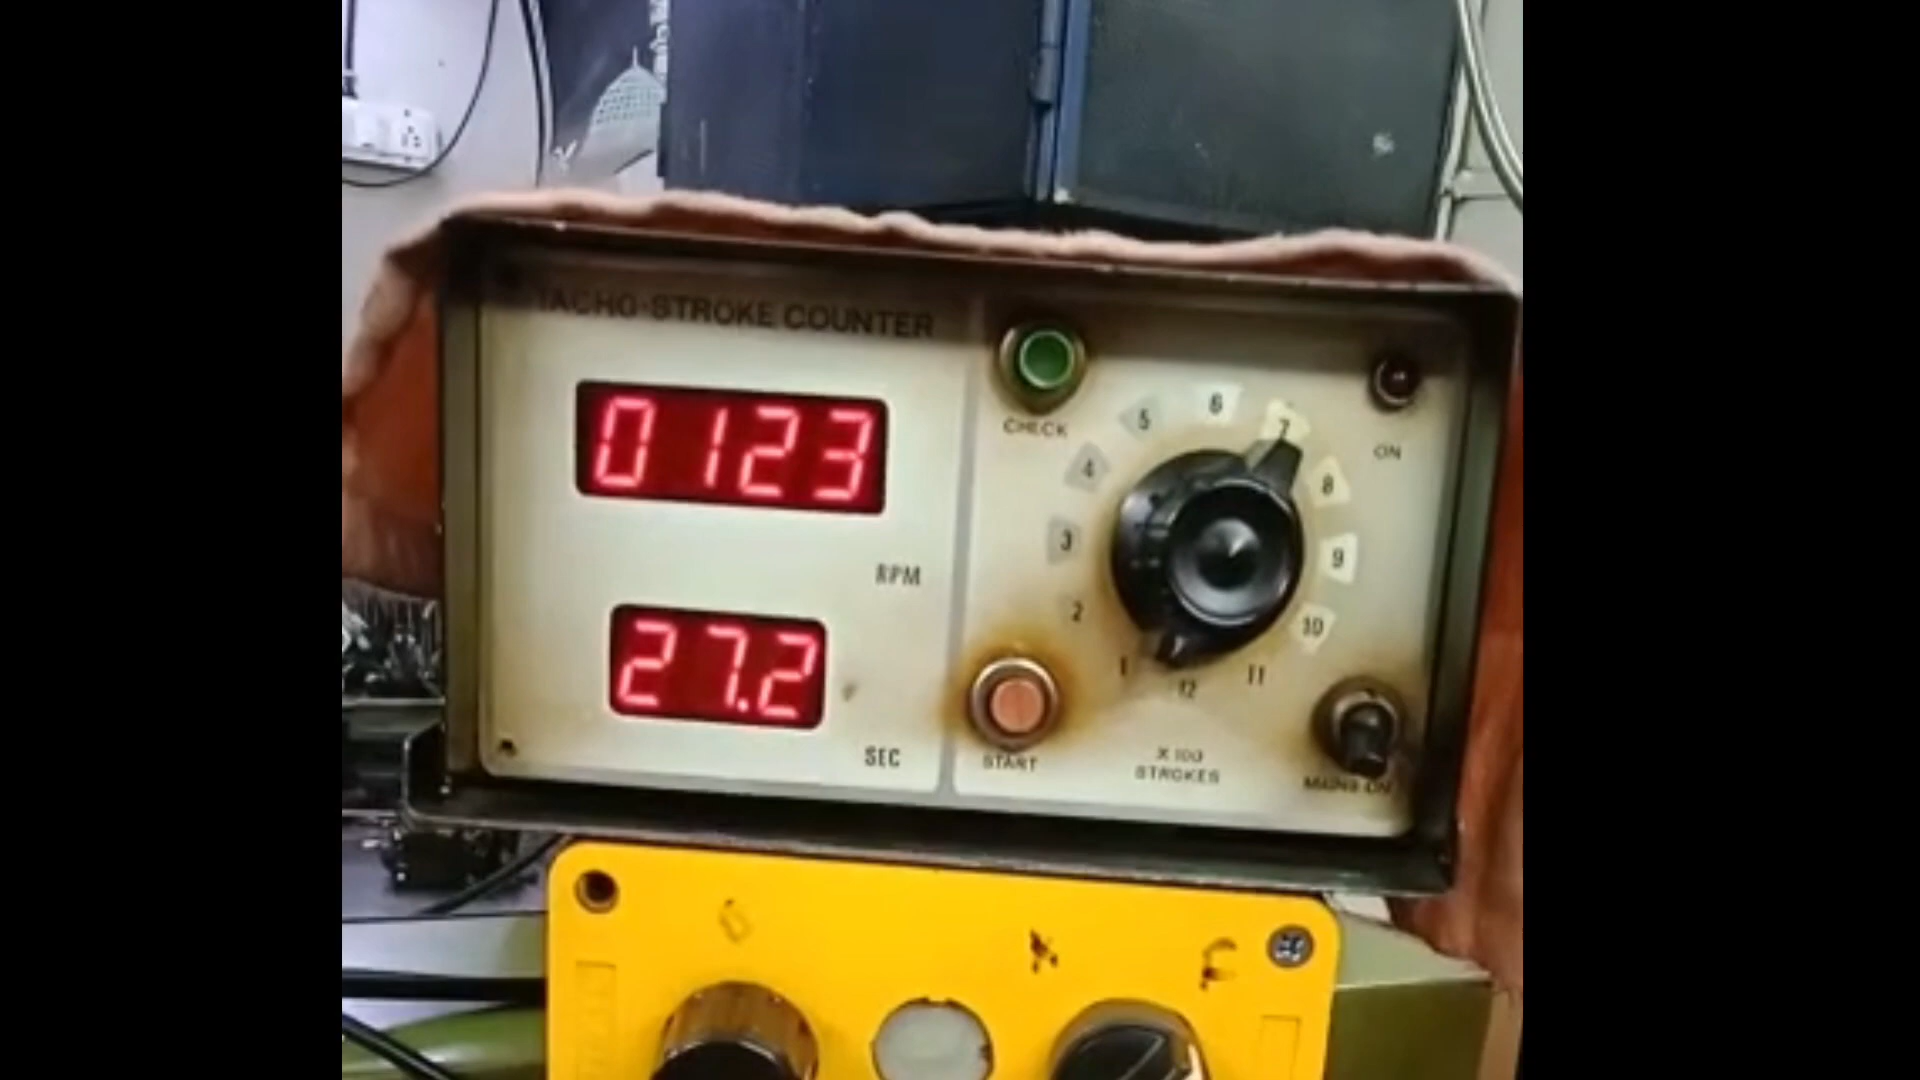 TACHO-STROKE COUNTER
0123
RPM
27.2
SEC
CHECK
START
1
2
3
4
5
6
7
8
9
10
11
12
X 100
STROKES
ON
MAINS ON